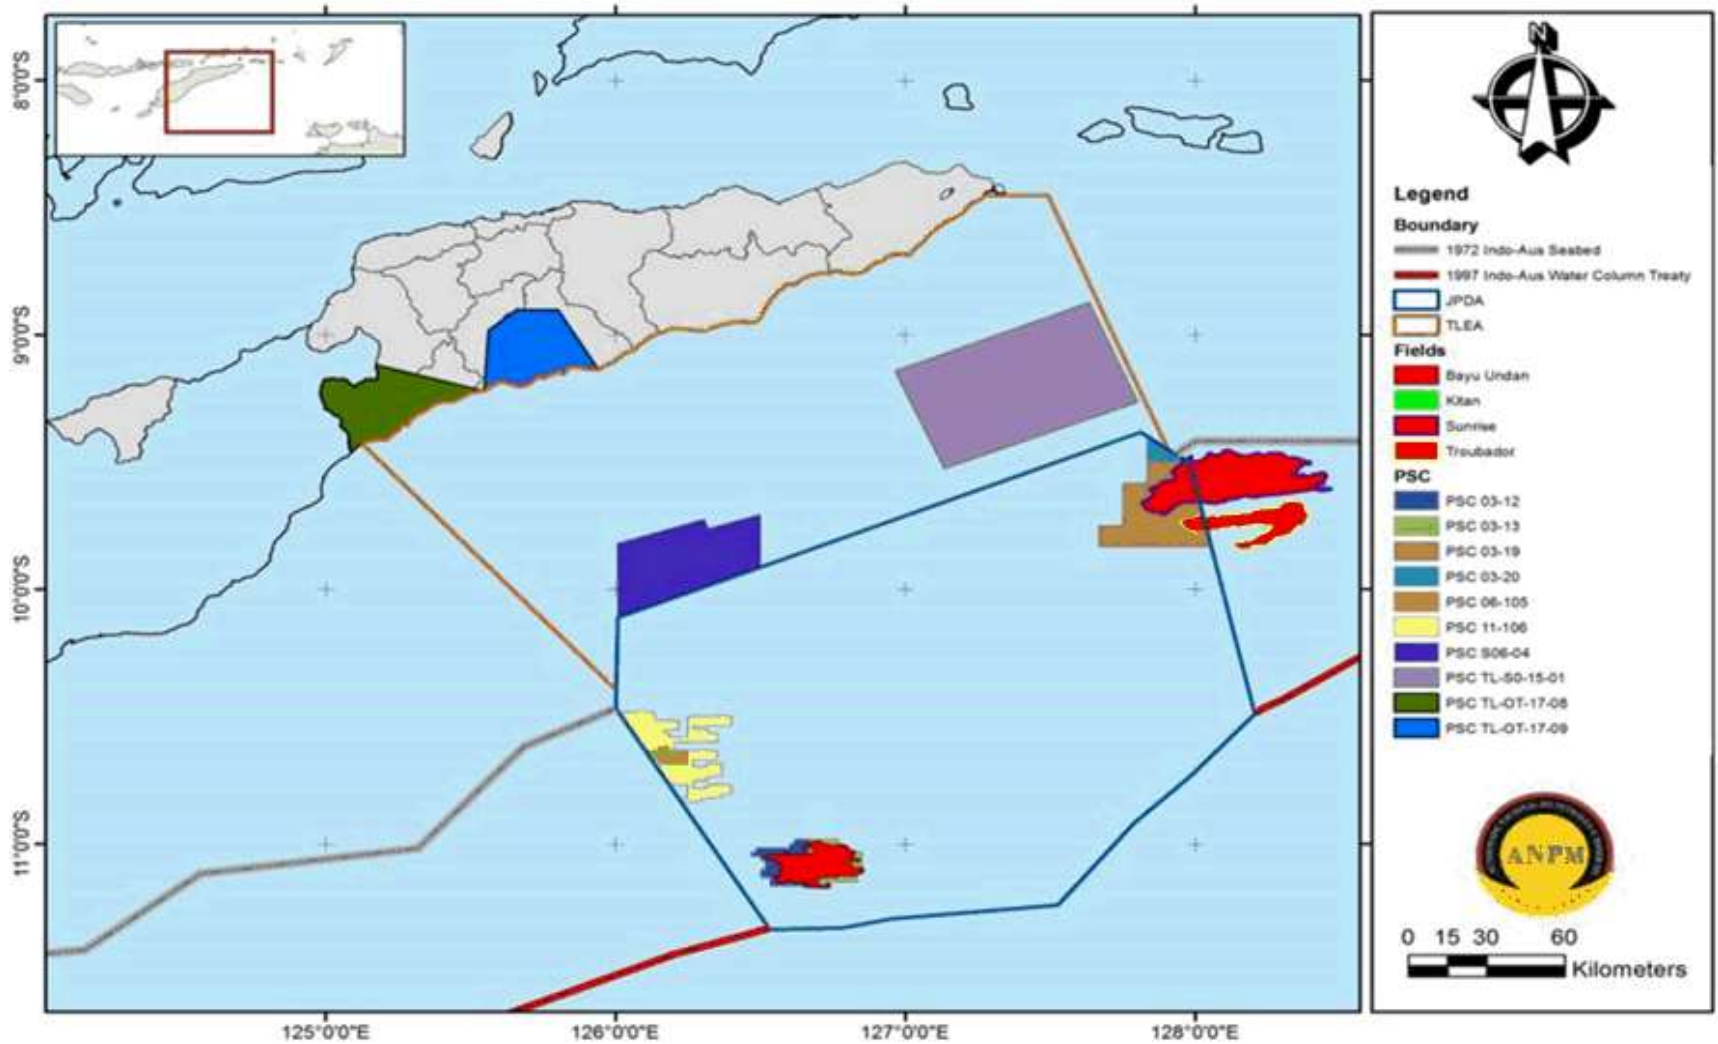 8°0'0"S
9°0'0"S
10°0'0"S
11°0'0"S
125°0'0"E
126°0'0"E
127°0'0"E
128°0'0"E
N
Legend
Boundary
1972 Indo-Aus Seabed
1997 Indo-Aus Water Column Treaty
JPDA
TLEA
Fields
Bayu Undan
Kitan
Sunrise
Troubador
PSC
PSC 03-12
PSC 03-13
PSC 03-19
PSC 03-20
PSC 06-105
PSC 11-106
PSC S06-04
PSC TL-S0-15-01
PSC TL-OT-17-08
PSC TL-OT-17-09
ANPM
0 15 30 60
Kilometers